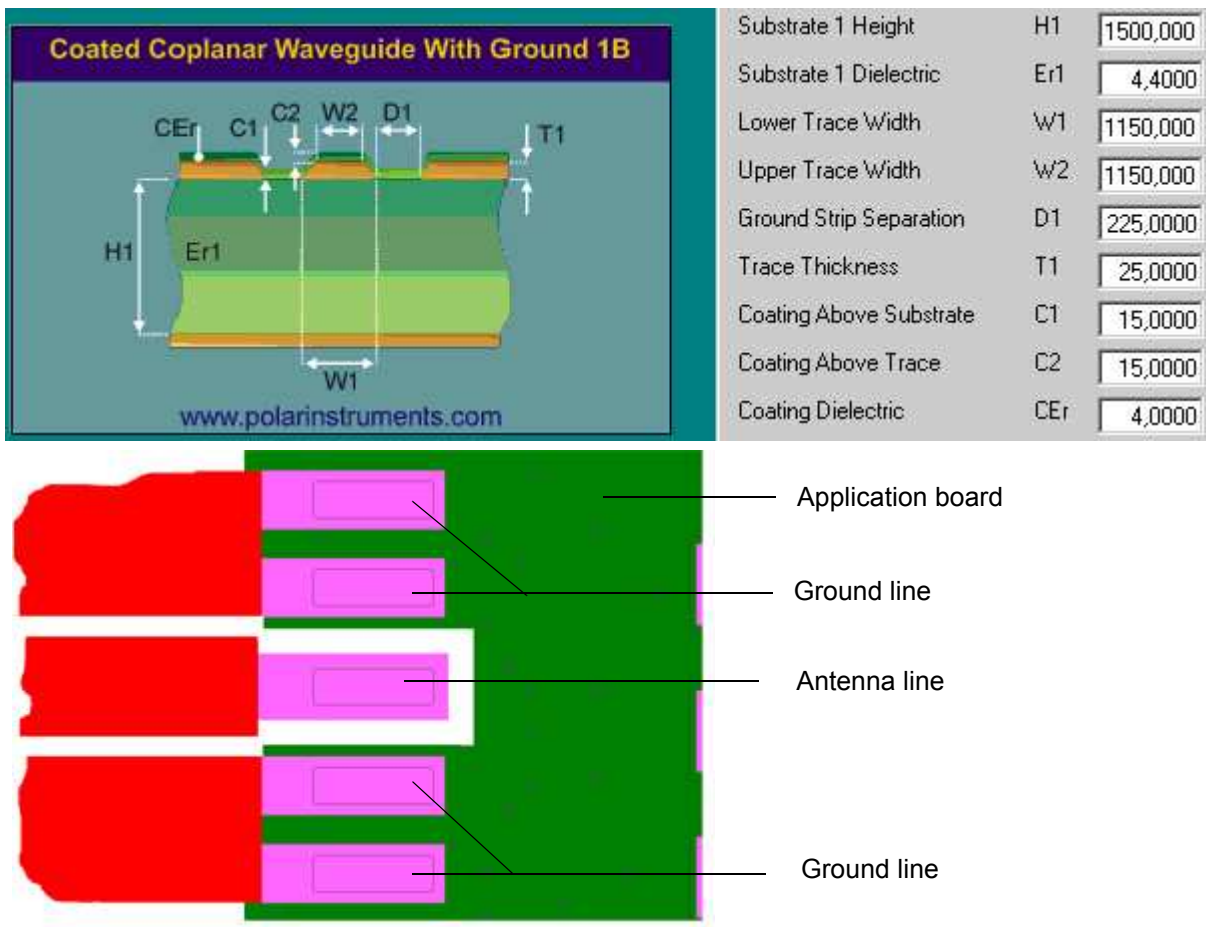 Coated Coplanar Waveguide With Ground 1B
CEr C1 C2 W2 D1 T1
H1 Er1
W1
www.polarinstruments.com
Substrate 1 Height H1 1500,000
Substrate 1 Dielectric Er1 4,4000
Lower Trace Width W1 1150,000
Upper Trace Width W2 1150,000
Ground Strip Separation D1 225,0000
Trace Thickness T1 25,0000
Coating Above Substrate C1 15,0000
Coating Above Trace C2 15,0000
Coating Dielectric CEr 4,0000
Application board
Ground line
Antenna line
Ground line